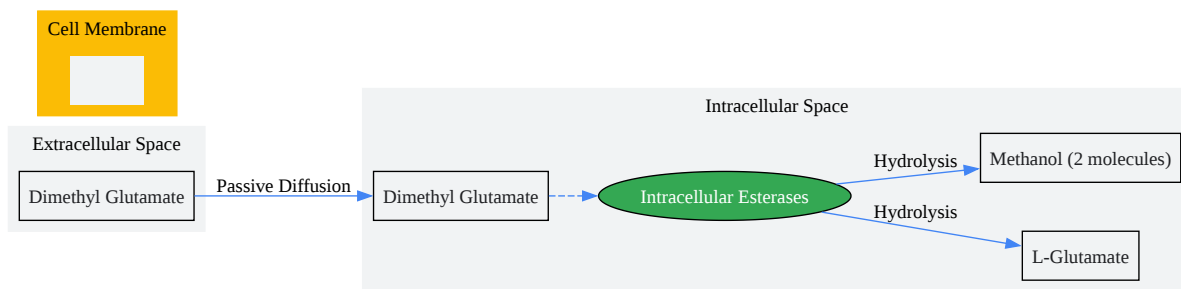 Cell Membrane
Extracellular Space
Dimethyl Glutamate
Passive Diffusion
Intracellular Space
Dimethyl Glutamate
Intracellular Esterases
Hydrolysis
Methanol (2 molecules)
Hydrolysis
L-Glutamate